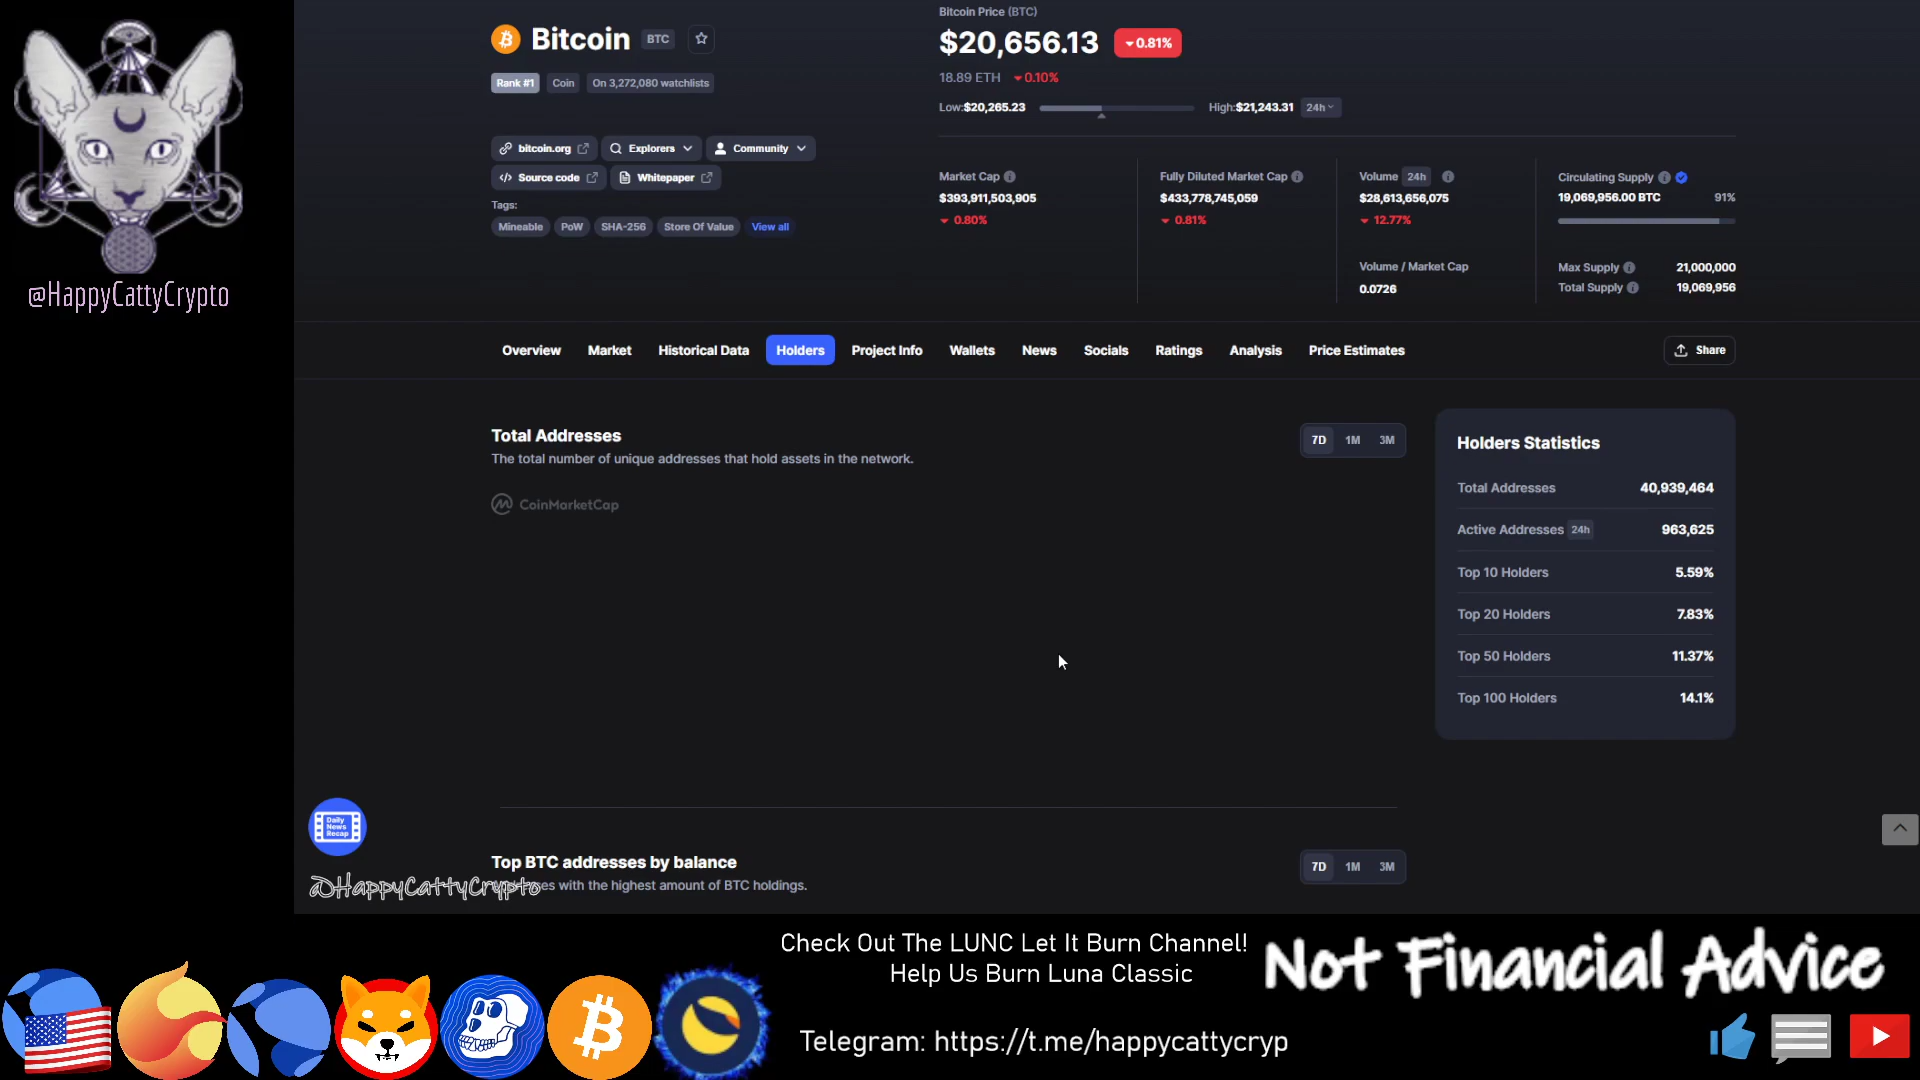 @HappyCattyCrypto
Bitcoin BTC
Rank #1 Coin On 3,272,080 watchlists
bitcoin.org Explorers Community
Source code Whitepaper
Tags:
Mineable PoW SHA-256 Store Of Value View all
Bitcoin Price (BTC)
$20,656.13 0.81%
18.89 ETH 0.10%
Low:$20,265.23 High:$21,243.31 24h
Market Cap
$393,911,503,905
0.80%
Fully Diluted Market Cap
$433,778,745,059
0.81%
Volume 24h
$28,613,656,075
12.77%
Volume / Market Cap
0.0726
Circulating Supply
19,069,956.00 BTC 91%
Max Supply 21,000,000
Total Supply 19,069,956
Overview Market Historical Data Holders Project Info Wallets News Socials Ratings Analysis Price Estimates Share
Total Addresses
The total number of unique addresses that hold assets in the network.
7D 1M 3M
CoinMarketCap
Holders Statistics
Total Addresses 40,939,464
Active Addresses 24h 963,625
Top 10 Holders 5.59%
Top 20 Holders 7.83%
Top 50 Holders 11.37%
Top 100 Holders 14.1%
Daily
News
Recap
Top BTC addresses by balance
7D 1M 3M
@HappyCattyCrypto
with the highest amount of BTC holdings.
Check Out The LUNC Let It Burn Channel!
Help Us Burn Luna Classic
Not Financial Advice
Telegram: https://t.me/happycattycryp